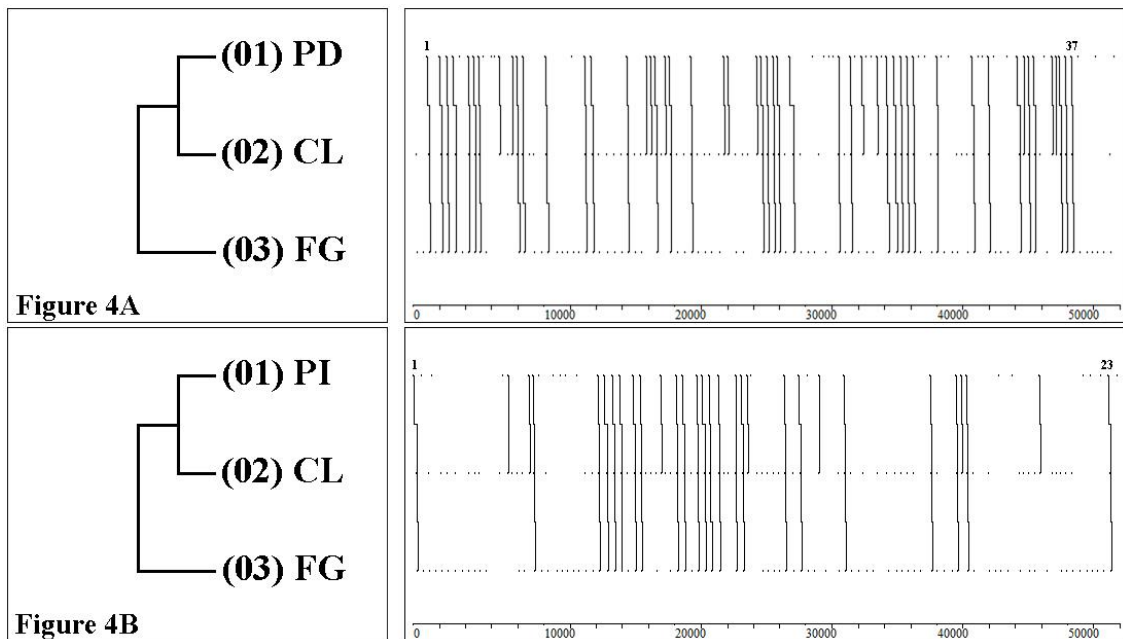 (01) PD
(02) CL
(03) FG
Figure 4A
1 37
0 10000 20000 30000 40000 50000
(01) PI
(02) CL
(03) FG
Figure 4B
1 23
0 10000 20000 30000 40000 50000